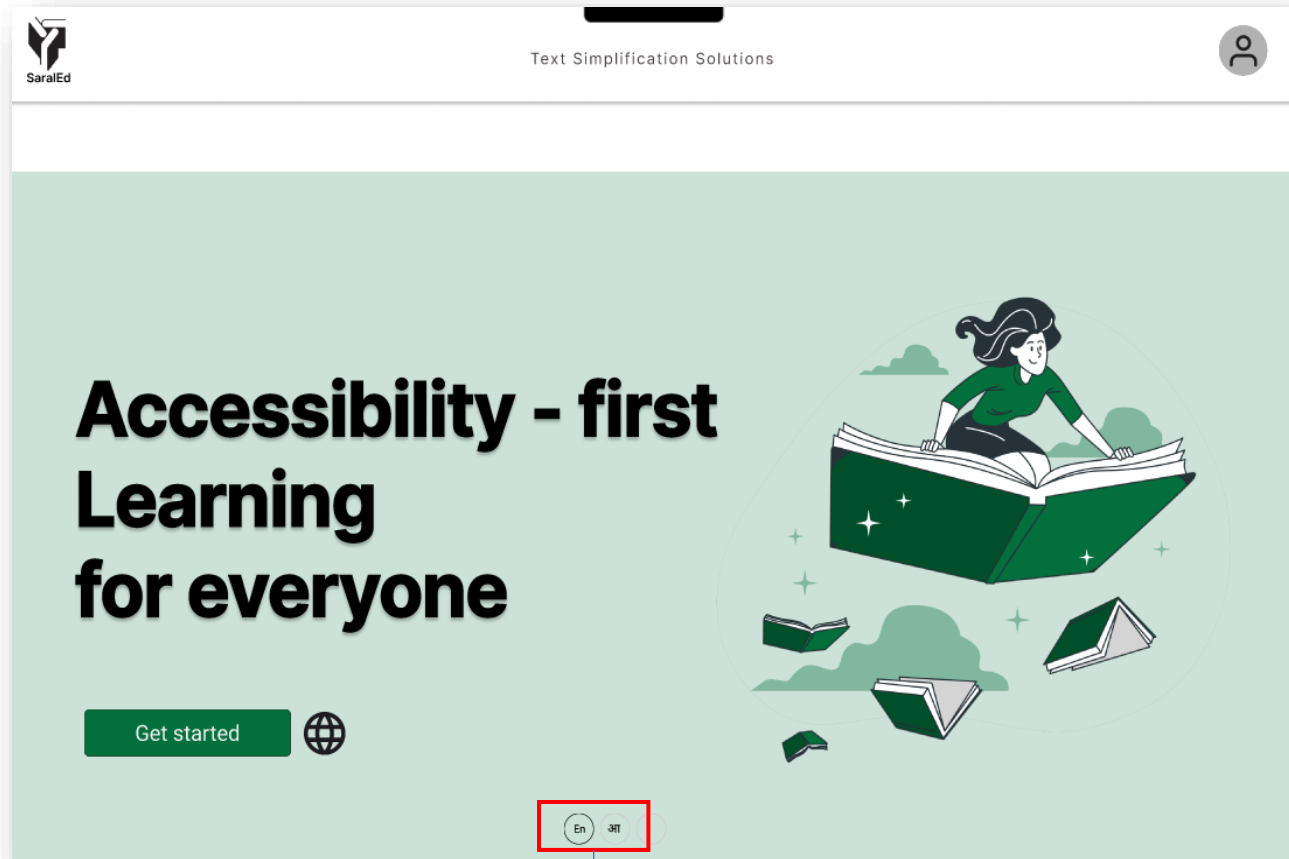 SaralEd
Text Simplification Solutions
Accessibility - first
Learning
for everyone
Get started
En
आ